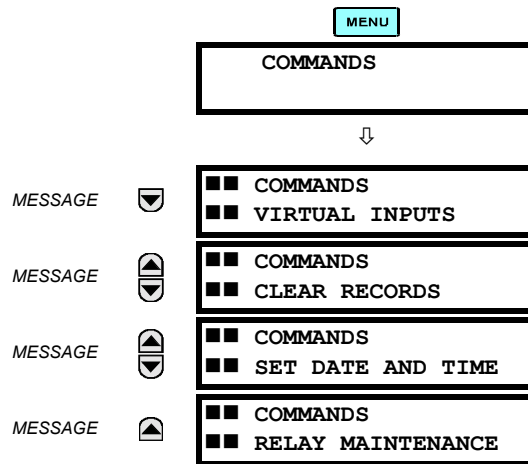 MENU
COMMANDS
MESSAGE
■■ COMMANDS
■■ VIRTUAL INPUTS
MESSAGE
■■ COMMANDS
■■ CLEAR RECORDS
MESSAGE
■■ COMMANDS
■■ SET DATE AND TIME
MESSAGE
■■ COMMANDS
■■ RELAY MAINTENANCE